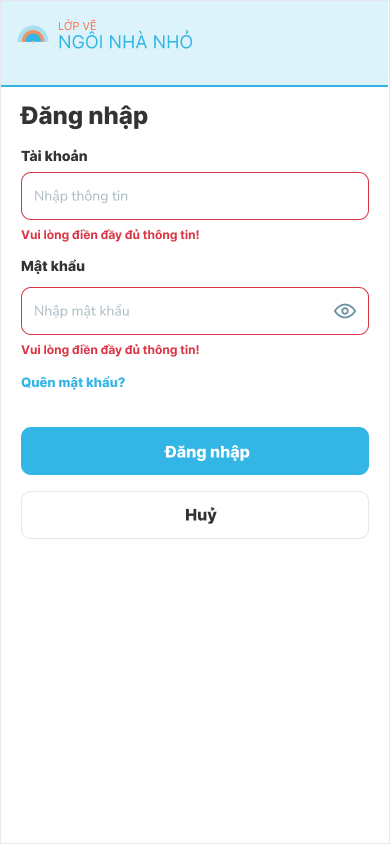 LỚP VẼ
NGÔI NHÀ NHỎ
Đăng nhập
Tài khoản
Nhập thông tin
Vui lòng điền đầy đủ thông tin!
Mật khẩu
Nhập mật khẩu
Vui lòng điền đầy đủ thông tin!
Quên mật khẩu?
Đăng nhập
Huỷ